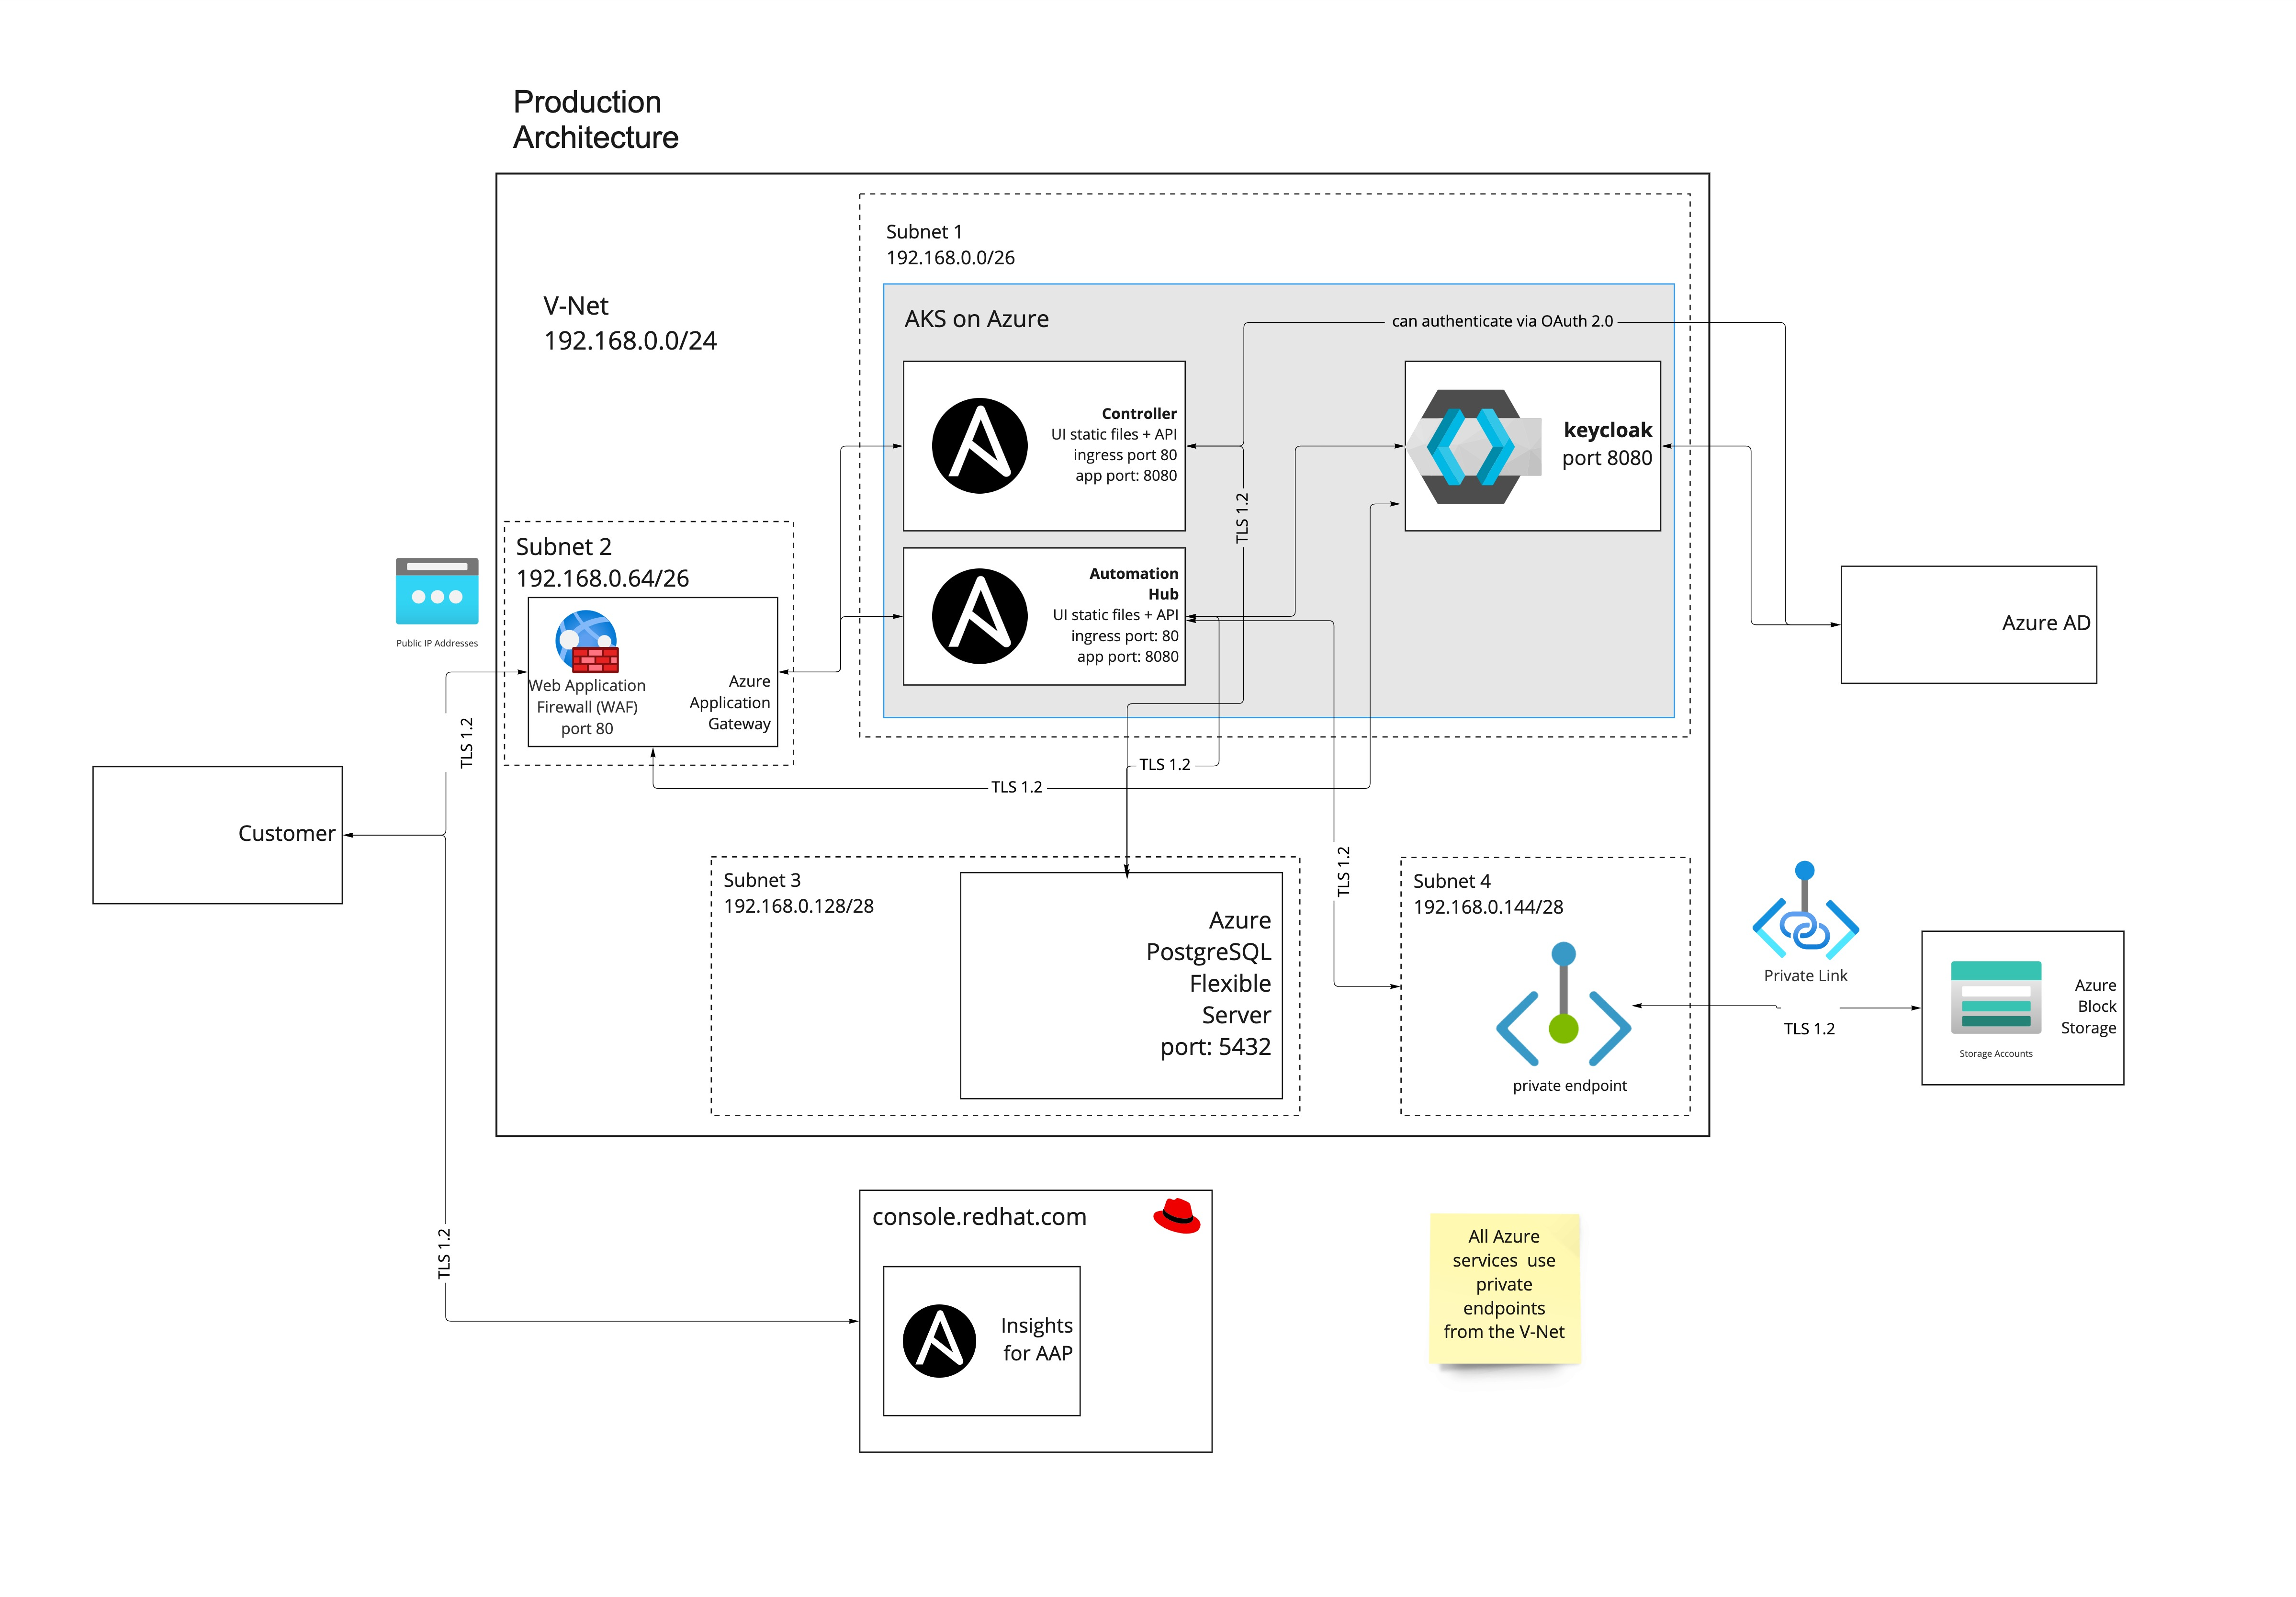 Production
Architecture
Subnet 1
192.168.0.0/26
V-Net
192.168.0.0/24
AKS on Azure
can authenticate via OAuth 2.0
Controller
UI static files + API
ingress port 80
app port: 8080
keycloak
port 8080
TLS 1.2
Subnet 2
192.168.0.64/26
Automation
Hub
UI static files + API
ingress port: 80
app port: 8080
Public IP Addresses
Azure AD
Web Application
Firewall (WAF)
port 80
Azure
Application
Gateway
TLS 1.2
TLS 1.2
TLS 1.2
Customer
TLS 1.2
Subnet 3
192.168.0.128/28
Azure
PostgreSQL
Flexible
Server
port: 5432
Subnet 4
192.168.0.144/28
private endpoint
Private Link
TLS 1.2
Azure
Block
Storage
Storage Accounts
TLS 1.2
console.redhat.com
Insights
for AAP
All Azure
services use
private
endpoints
from the V-Net